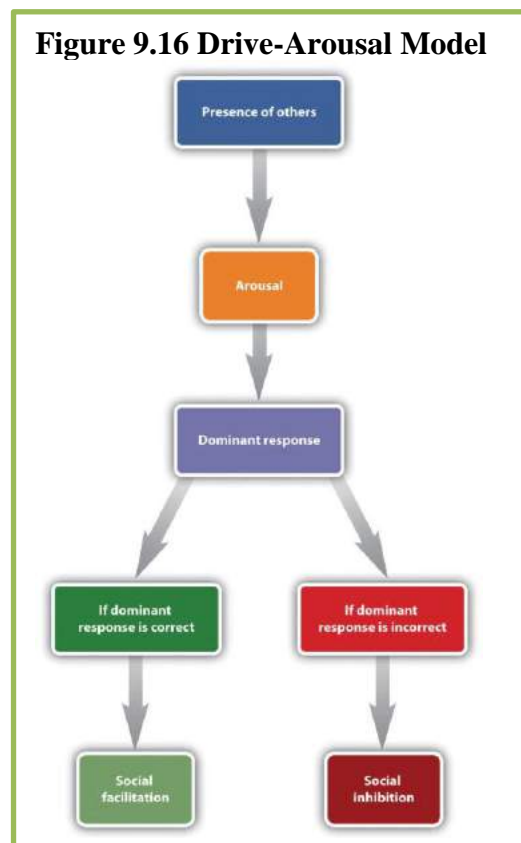 Figure 9.16 Drive-Arousal Model
Presence of others
Arousal
Dominant response
If dominant
response is correct
If dominant
response is incorrect
Social
facilitation
Social
inhibition